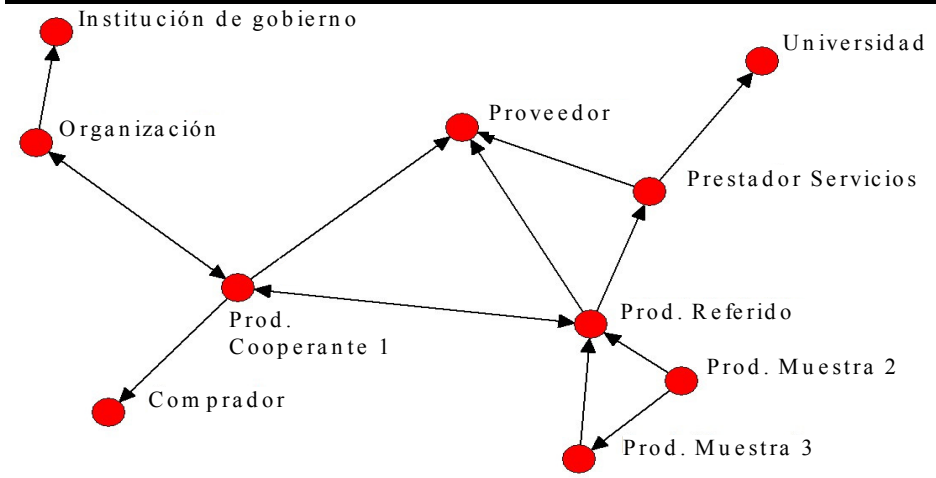 Institución de gobierno
Universidad
Proveedor
Organización
Prestador Servicios
Prod. Referido
Prod.
Cooperante 1
Prod. Muestra 2
Comprador
Prod. Muestra 3